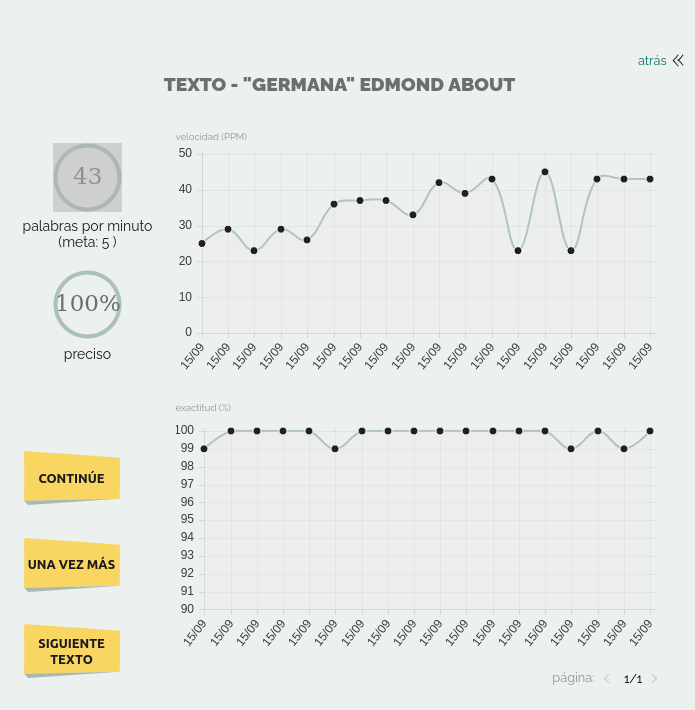 atrás
TEXTO - "GERMANA" EDMOND ABOUT
velocidad (PPM)
50
40
30
20
10
0
15/09 15/09 15/09 15/09 15/09 15/09 15/09 15/09 15/09 15/09 15/09 15/09 15/09 15/09 15/09 15/09 15/09 15/09
43
palabras por minuto
(meta: 5 )
100%
preciso
exactitud (%)
100
99
98
97
96
95
94
93
92
91
90
15/09 15/09 15/09 15/09 15/09 15/09 15/09 15/09 15/09 15/09 15/09 15/09 15/09 15/09 15/09 15/09 15/09 15/09
CONTINÚE
UNA VEZ MÁS
SIGUIENTE
TEXTO
página: 1/1